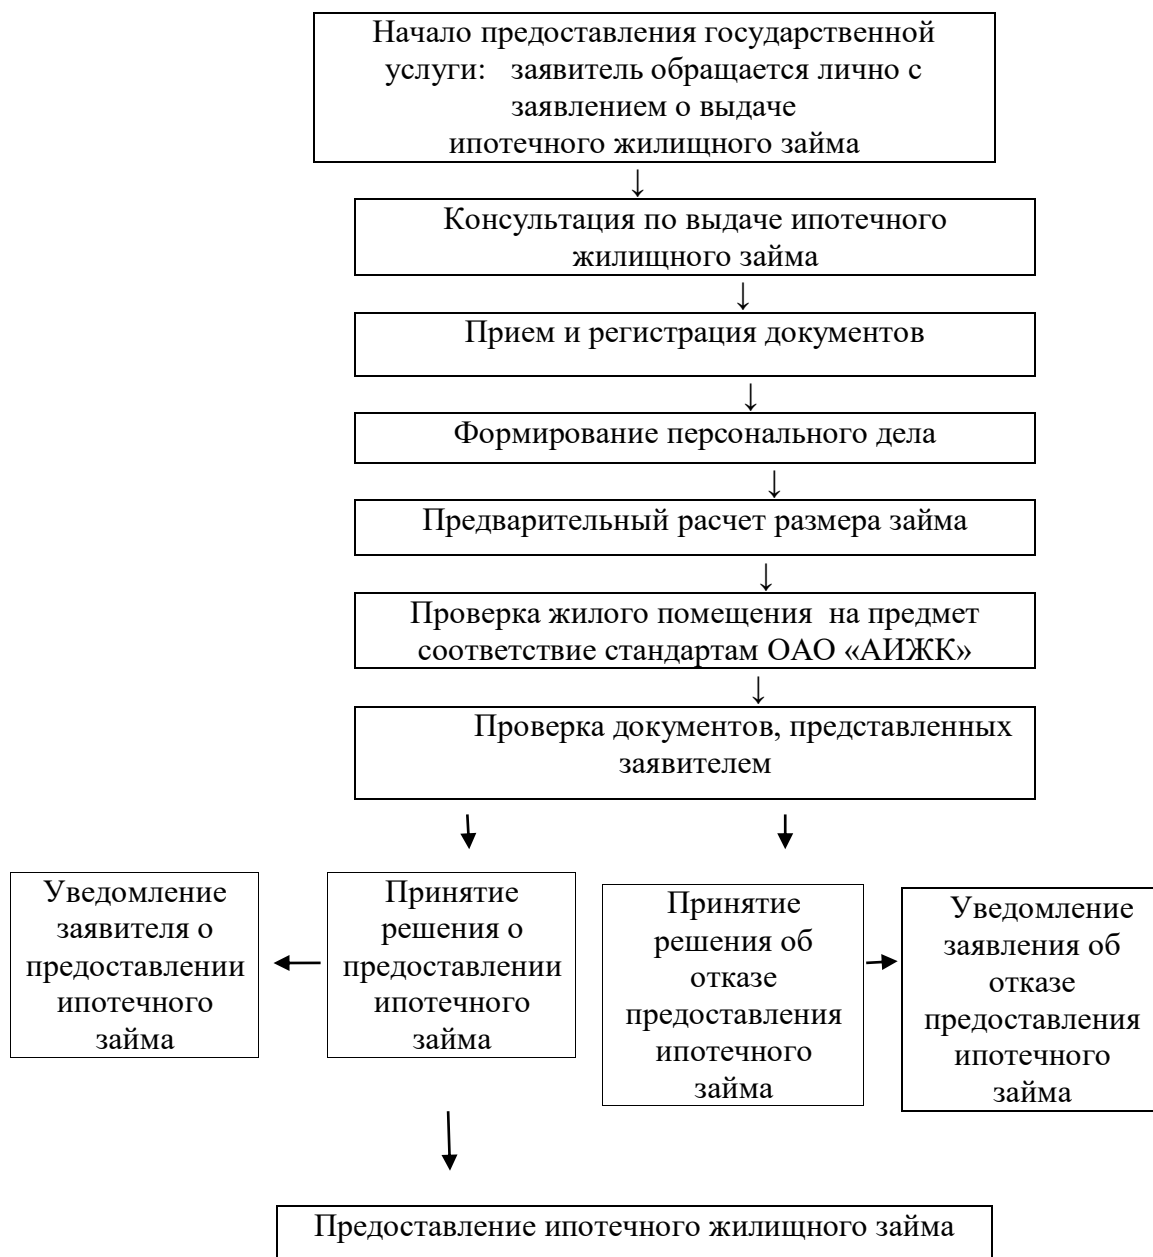 Начало предоставления государственной
услуги: заявитель обращается лично с
заявлением о выдаче
ипотечного жилищного займа
↓
Консультация по выдаче ипотечного
жилищного займа
↓
Прием и регистрация документов
↓
Формирование персонального дела
↓
Предварительный расчет размера займа
↓
Проверка жилого помещения на предмет
соответствие стандартам ОАО «АИЖК»
↓
Проверка документов, представленных
заявителем
Уведомление
заявителя о
предоставлении
ипотечного
займа
Принятие
решения о
предоставлении
ипотечного
займа
Принятие
решения об
отказе
предоставления
ипотечного
займа
Уведомление
заявления об
отказе
предоставления
ипотечного
займа
Предоставление ипотечного жилищного займа